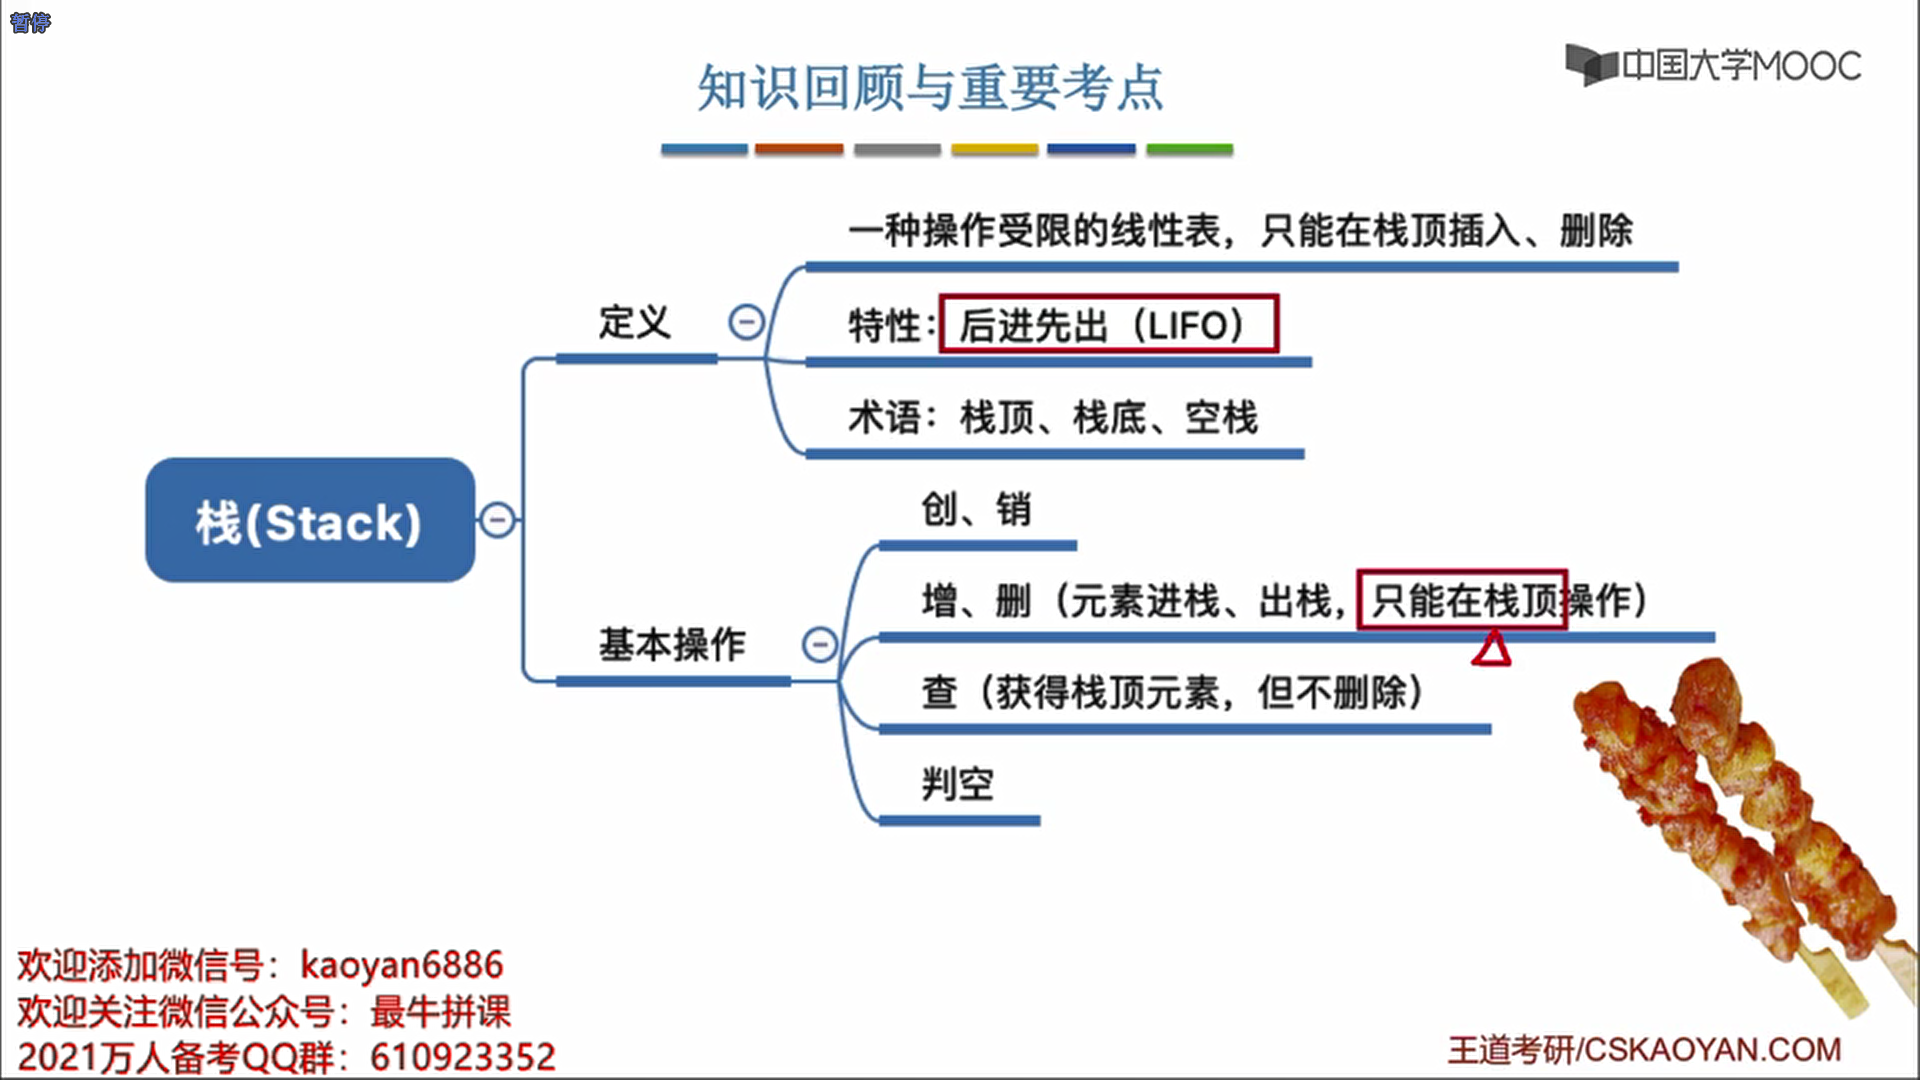 暂停
中国大学MOOC
知识回顾与重要考点
一种操作受限的线性表，只能在栈顶插入、删除
定义
特性：后进先出（LIFO）
术语：栈顶、栈底、空栈
栈(Stack)
创、销
增、删（元素进栈、出栈，只能在栈顶操作）
基本操作
查（获得栈顶元素，但不删除）
判空
欢迎添加微信号：kaoyan6886
欢迎关注微信公众号：最牛拼课
2021万人备考QQ群：610923352
王道考研/CSKAOYAN.COM